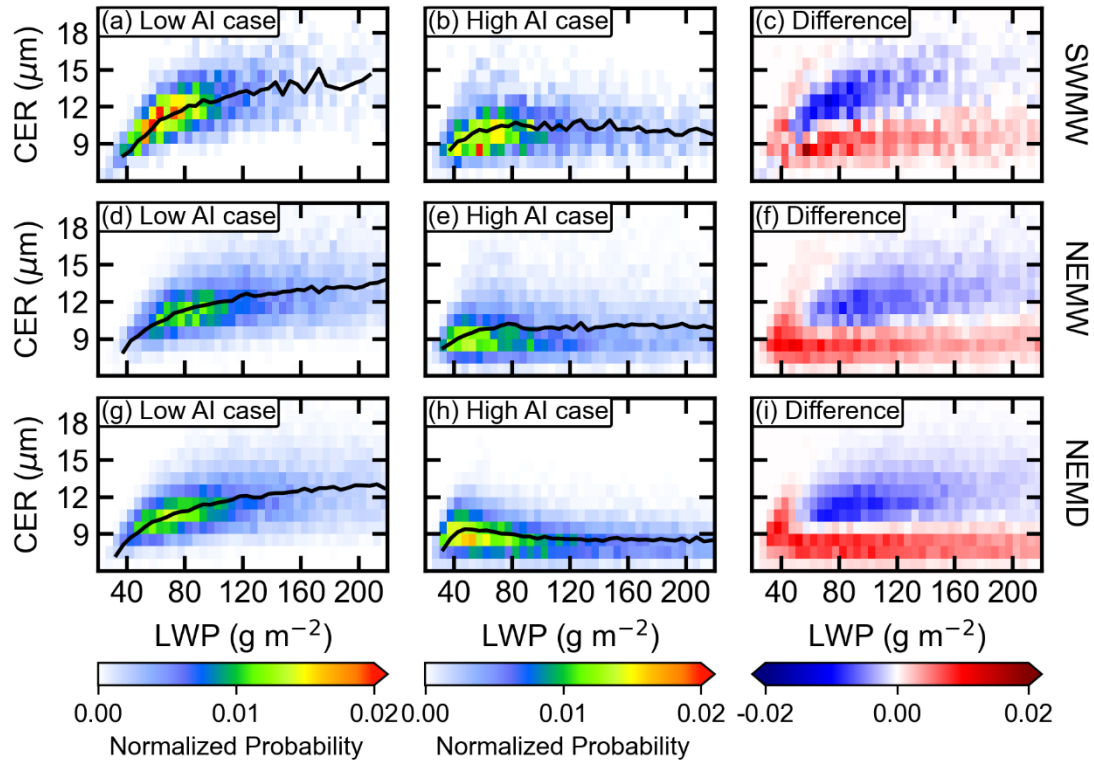 (a) Low AI case
(b) High AI case
(c) Difference
18
15
12
9
CER (μm)
SWMW
(d) Low AI case
(e) High AI case
(f) Difference
18
15
12
9
CER (μm)
NEMW
(g) Low AI case
(h) High AI case
(i) Difference
18
15
12
9
CER (μm)
NEMD
40 80 120 160 200
40 80 120 160 200
40 80 120 160 200
LWP (g m⁻²)
LWP (g m⁻²)
LWP (g m⁻²)
0.00 0.01 0.02
0.00 0.01 0.02
-0.02 0.00 0.02
Normalized Probability
Normalized Probability